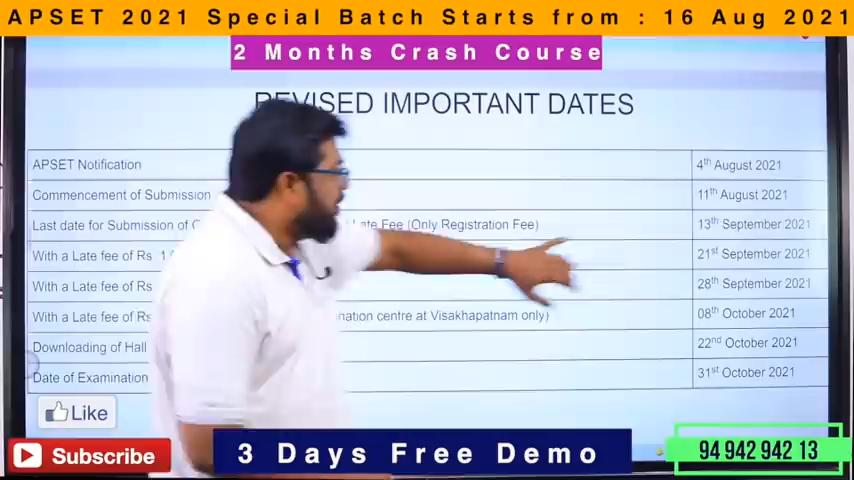 APSET 2021 Special Batch Starts from : 16 Aug 2021
2 Months Crash Course
REVISED IMPORTANT DATES
APSET Notification 4th August 2021
Commencement of Submission 11th August 2021
Last date for Submission of Late Fee (Only Registration Fee) 13th September 2021
With a Late fee of Rs 21st September 2021
With a Late fee of Rs 28th September 2021
With a Late fee of Rs centre at Visakhapatnam only) 08th October 2021
Downloading of Hall 22nd October 2021
Date of Examination 31st October 2021
Like
Subscribe
3 Days Free Demo
94 942 942 13